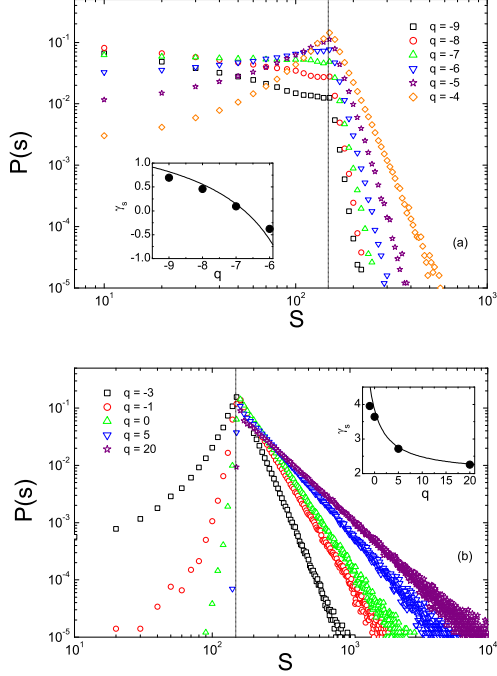 10⁻¹
10⁻²
10⁻³
10⁻⁴
10⁻⁵
P(s)
q = -9
q = -8
q = -7
q = -6
q = -5
q = -4
1.0
0.5
0.0
-0.5
-1.0
γₛ
-9 -8 -7 -6
q
(a)
10¹ 10² 10³
S
10⁻¹
10⁻²
10⁻³
10⁻⁴
10⁻⁵
P(s)
q = -3
q = -1
q = 0
q = 5
q = 20
4
3
2
γₛ
0 5 10 15 20
q
(b)
10¹ 10² 10³ 10⁴
S